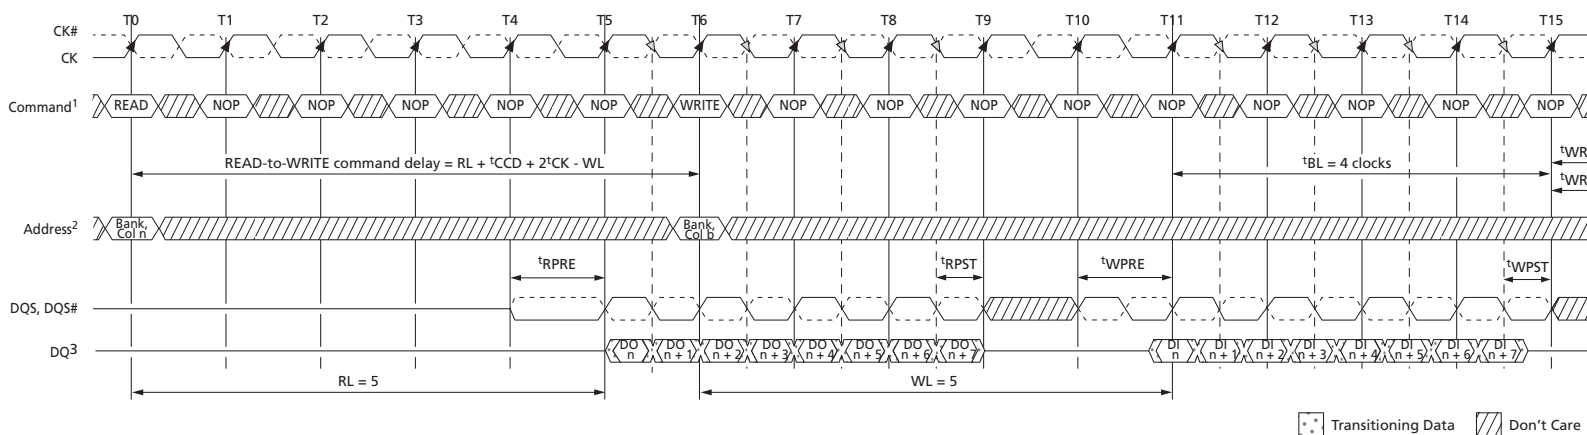 T0 T1 T2 T3 T4 T5 T6 T7 T8 T9 T10 T11 T12 T13 T14 T15
CK#
CK
Command1 READ NOP NOP NOP NOP NOP WRITE NOP NOP NOP NOP NOP NOP NOP NOP NOP
READ-to-WRITE command delay = RL + tCCD + 2tCK - WL
tBL = 4 clocks
tWR
tWR
Address2
Bank, Col n
Bank, Col b
tRPRE tRPST tWPRE tWPST
DQS, DQS#
DQ3
DO n DO n + 1 DO n + 2 DO n + 3 DO n + 4 DO n + 5 DO n + 6 DO n + 7 DI n DI n + 1 DI n + 2 DI n + 3 DI n + 4 DI n + 5 DI n + 6 DI n + 7
RL = 5 WL = 5
Transitioning Data Don't Care